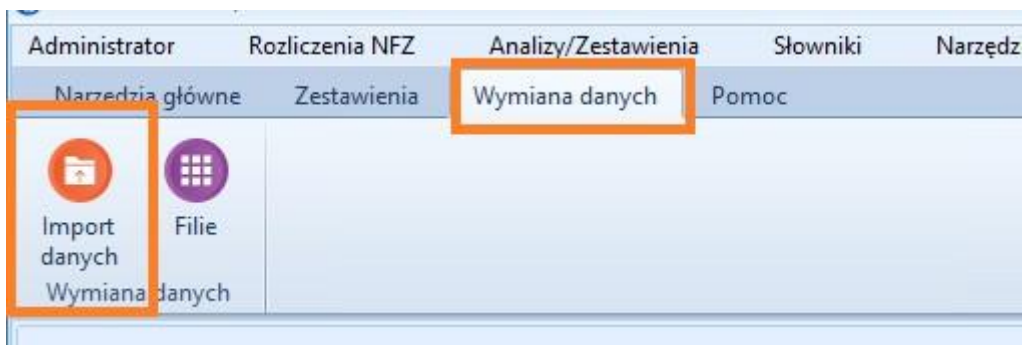 Administrator Rozliczenia NFZ Analizy/Zestawienia Słowniki Narzędz
Narzędzia główne Zestawienia Wymiana danych Pomoc
Import danych
Filie
Wymiana danych